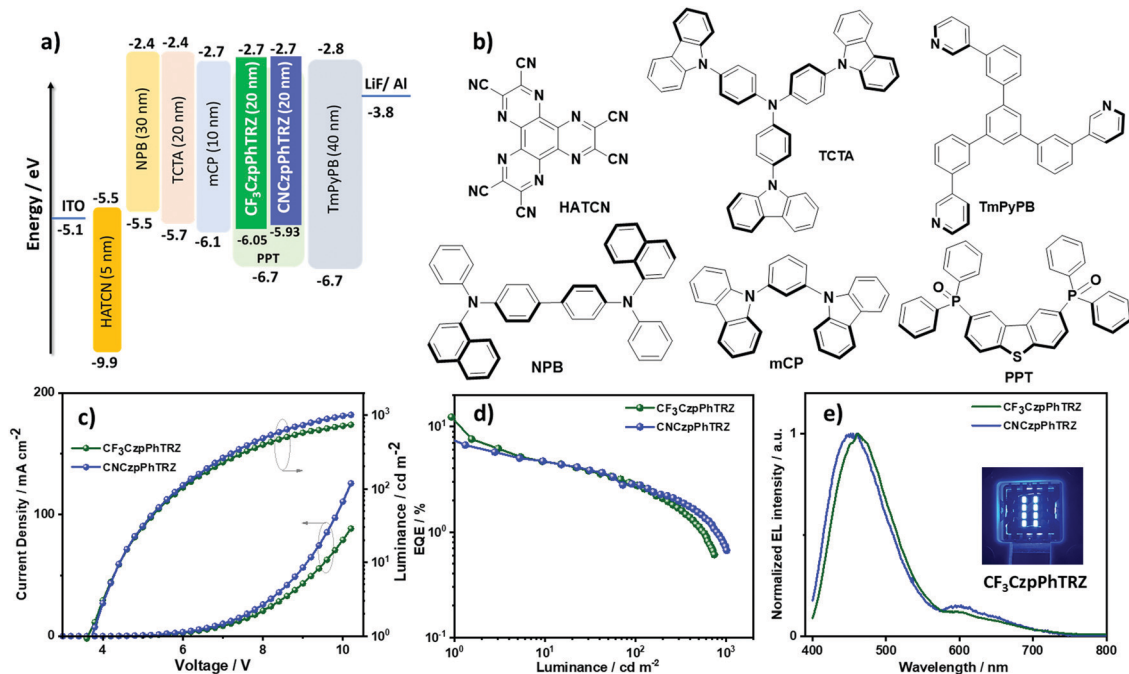 a)
Energy / eV
ITO
-5.1
-5.5
HATCN (5 nm)
-9.9
-2.4
NPB (30 nm)
-5.5
-2.4
TCTA (20 nm)
-5.7
-2.7
mCP (10 nm)
-6.1
-2.7
CF₃CzpPhTRZ (20 nm)
-6.05
-2.7
CNCzpPhTRZ (20 nm)
-5.93
PPT
-6.7
-2.8
TmPyPB (40 nm)
-6.7
LiF/ Al
-3.8
b)
CN
CN
N
N
NC
N
N
CN
NC
N
N
CN
CN
HATCN
N
N
N
N
TCTA
N
N
N
TmPyPB
N
N
NPB
N
N
mCP
O
P
P
O
S
PPT
c)
CF₃CzpPhTRZ
CNCzpPhTRZ
Current Density / mA cm⁻²
200
100
0
4
6
8
10
Voltage / V
10³
10²
10¹
10⁰
Luminance / cd m⁻²
d)
CF₃CzpPhTRZ
CNCzpPhTRZ
EQE / %
10¹
10⁰
10⁻¹
10⁰
10¹
10²
10³
Luminance / cd m⁻²
e)
CF₃CzpPhTRZ
CNCzpPhTRZ
Normalized EL intensity / a.u.
1
0
CF₃CzpPhTRZ
400
500
600
700
800
Wavelength / nm